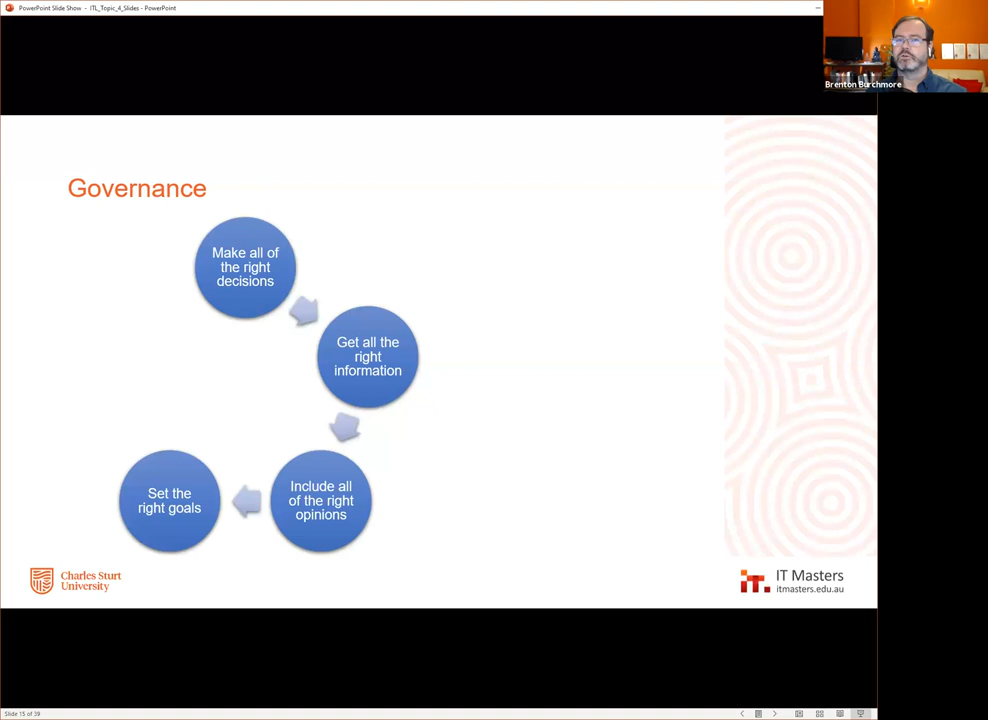 PowerPoint Slide Show - ITL_Topic_4_Slides - PowerPoint
Brenton Burchmore
Governance
Make all of
the right
decisions
Get all the
right
information
Include all
of the right
opinions
Set the
right goals
Charles Sturt
University
IT Masters
itmasters.edu.au
Slide 15 of 39